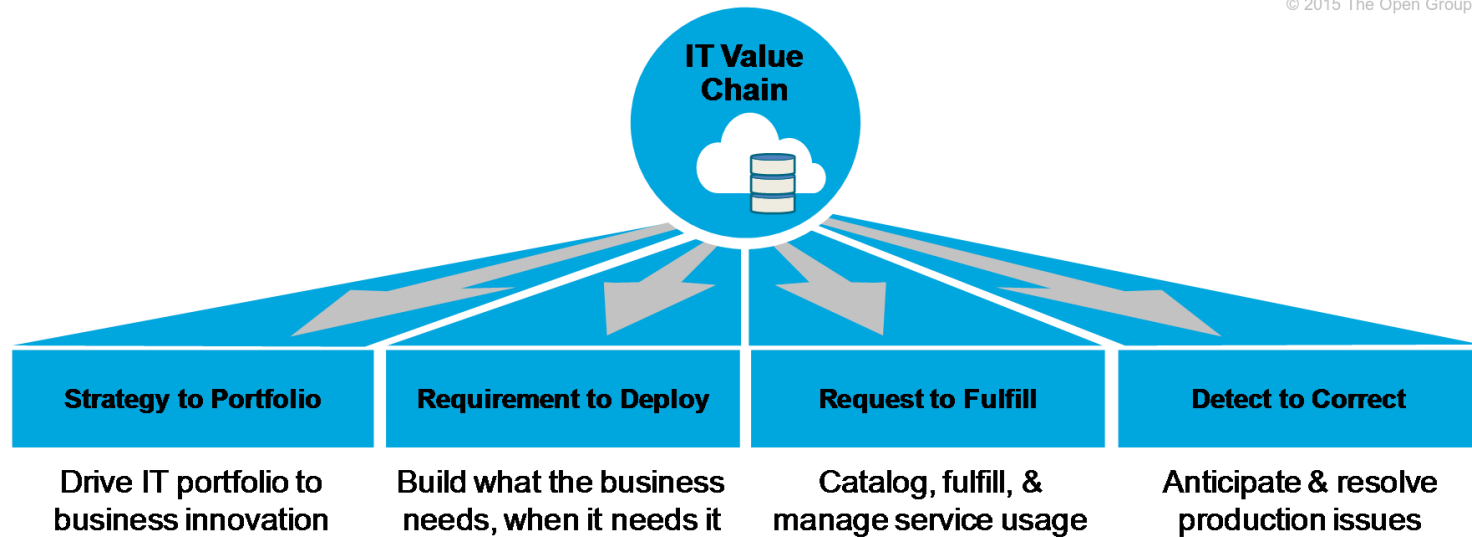 © 2015 The Open Group
IT Value
Chain
Strategy to Portfolio
Requirement to Deploy
Request to Fulfill
Detect to Correct
Drive IT portfolio to
business innovation
Build what the business
needs, when it needs it
Catalog, fulfill, &
manage service usage
Anticipate & resolve
production issues